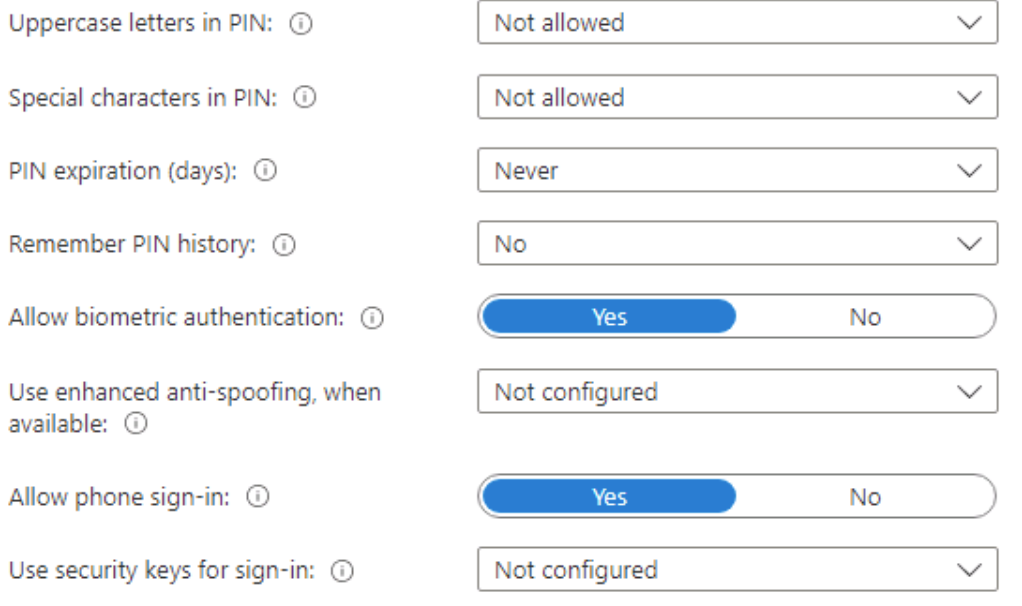 Uppercase letters in PIN: Not allowed
Special characters in PIN: Not allowed
PIN expiration (days): Never
Remember PIN history: No
Allow biometric authentication: Yes No
Use enhanced anti-spoofing, when Not configured
available:
Allow phone sign-in: Yes No
Use security keys for sign-in: Not configured